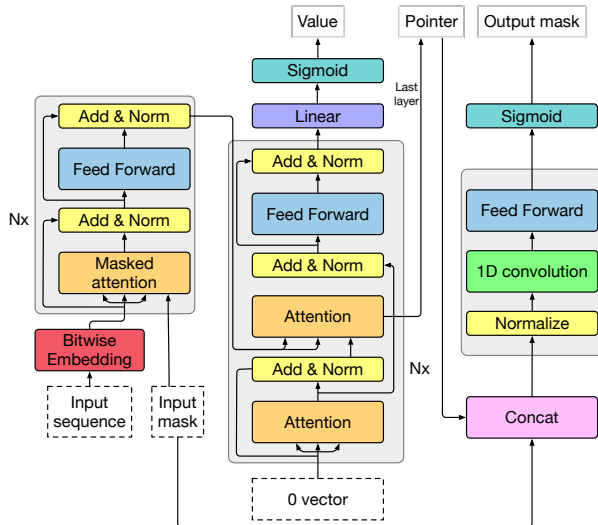 Value
Pointer
Output mask
Sigmoid
Last
layer
Linear
Sigmoid
Add & Norm
Feed Forward
Nx
Add & Norm
Masked
attention
Bitwise
Embedding
Input
sequence
Input
mask
Add & Norm
Feed Forward
Add & Norm
Attention
Add & Norm
Nx
Attention
0 vector
Feed Forward
1D convolution
Normalize
Concat